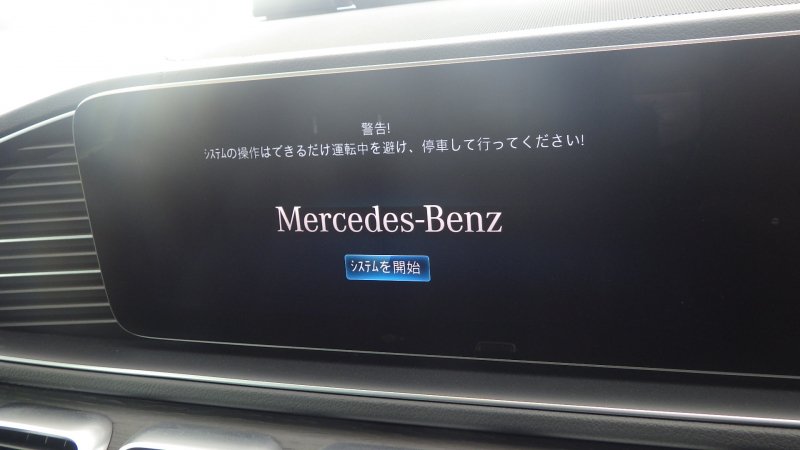 警告!
システムの操作はできるだけ運転中を避け、停車して行ってください!
Mercedes-Benz
システムを開始